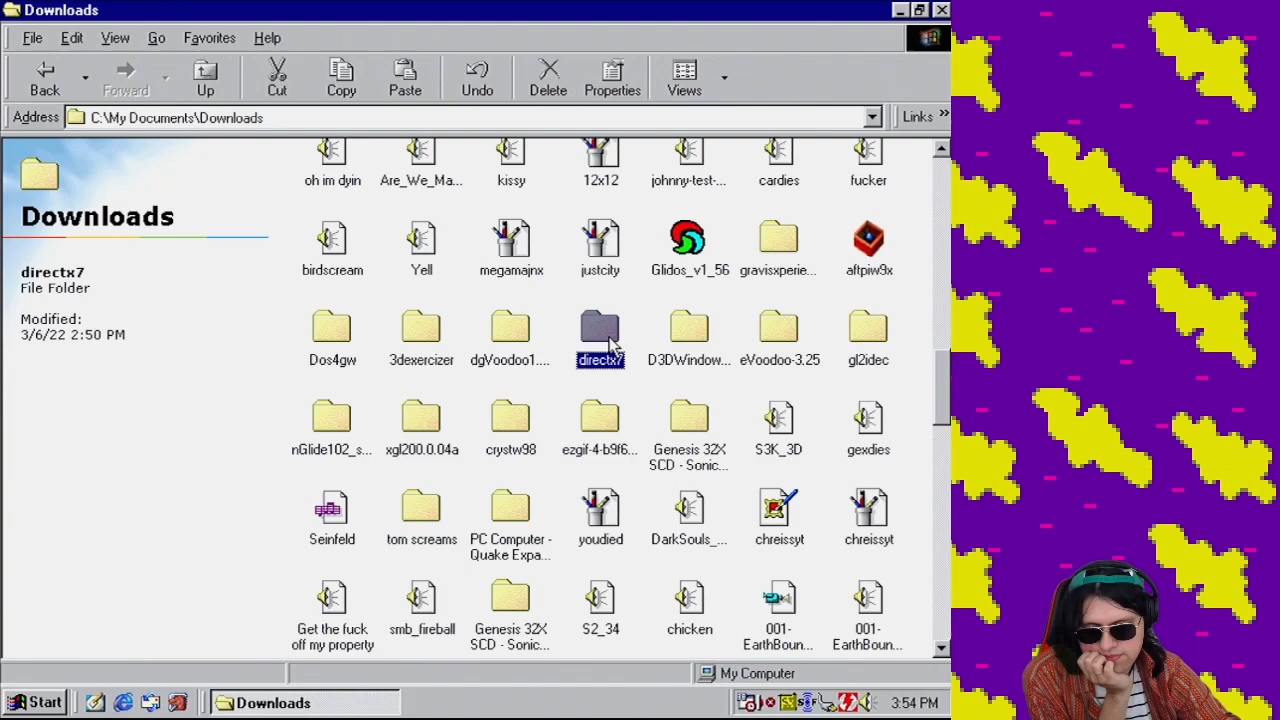 Downloads
File Edit View Go Favorites Help
Back Forward Up Cut Copy Paste Undo Delete Properties Views
Address C:\My Documents\Downloads Links »
oh im dyin Are_We_Ma... kissy 12x12 johnny-test-... cardies fucker
Downloads
directx7
File Folder
Modified:
3/6/22 2:50 PM
birdscream Yell megamajnx justcity Glidos_v1_56 gravisxperie... aftpiw9x
Dos4gw 3dexercizer dgVoodoo1.... directx7 D3DWindow... eVoodoo-3.25 gl2idec
nGlide102_s... xgl200.0.04a crystw98 ezgif-4-b9f6... Genesis 32X S3K_3D gexdies
SCD - Sonic...
Seinfeld tom screams PC Computer - youdied DarkSouls_... chreissyt chreissyt
Quake Expa...
Get the fuck smb_fireball Genesis 32X S2_34 chicken 001- 001-
off my property SCD - Sonic... EarthBoun... EarthBoun...
My Computer
Start Downloads 3:54 PM